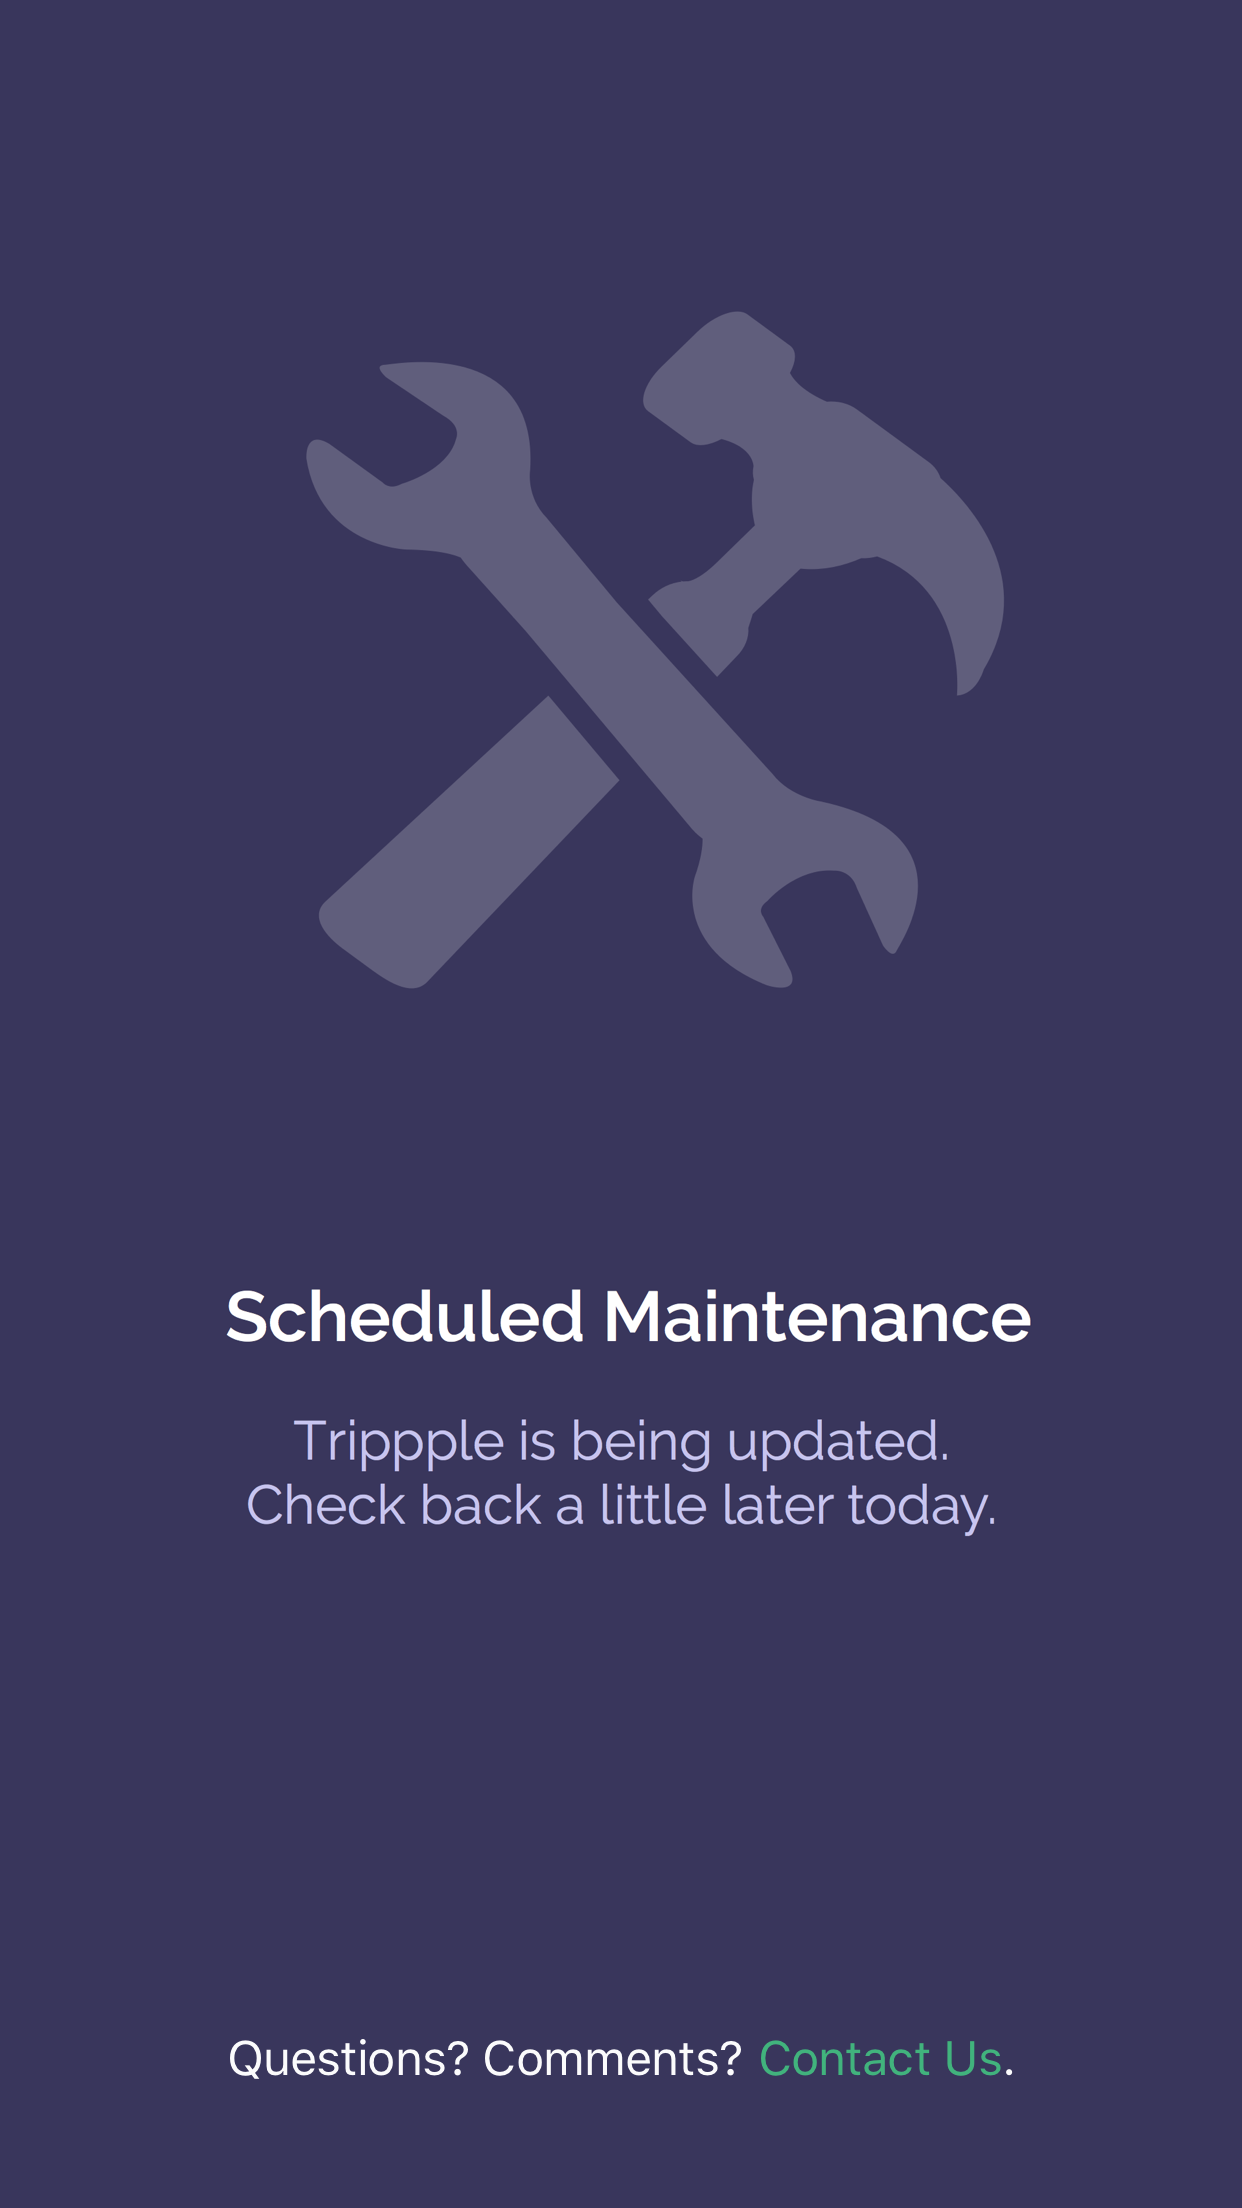 Scheduled Maintenance
Trippple is being updated.
Check back a little later today.
Questions? Comments? Contact Us.